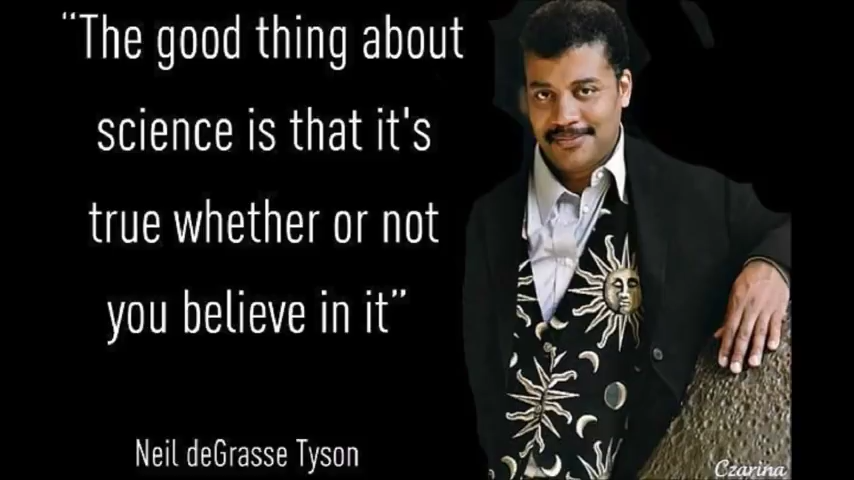 “The good thing about
science is that it's
true whether or not
you believe in it”
Neil deGrasse Tyson
Czarina